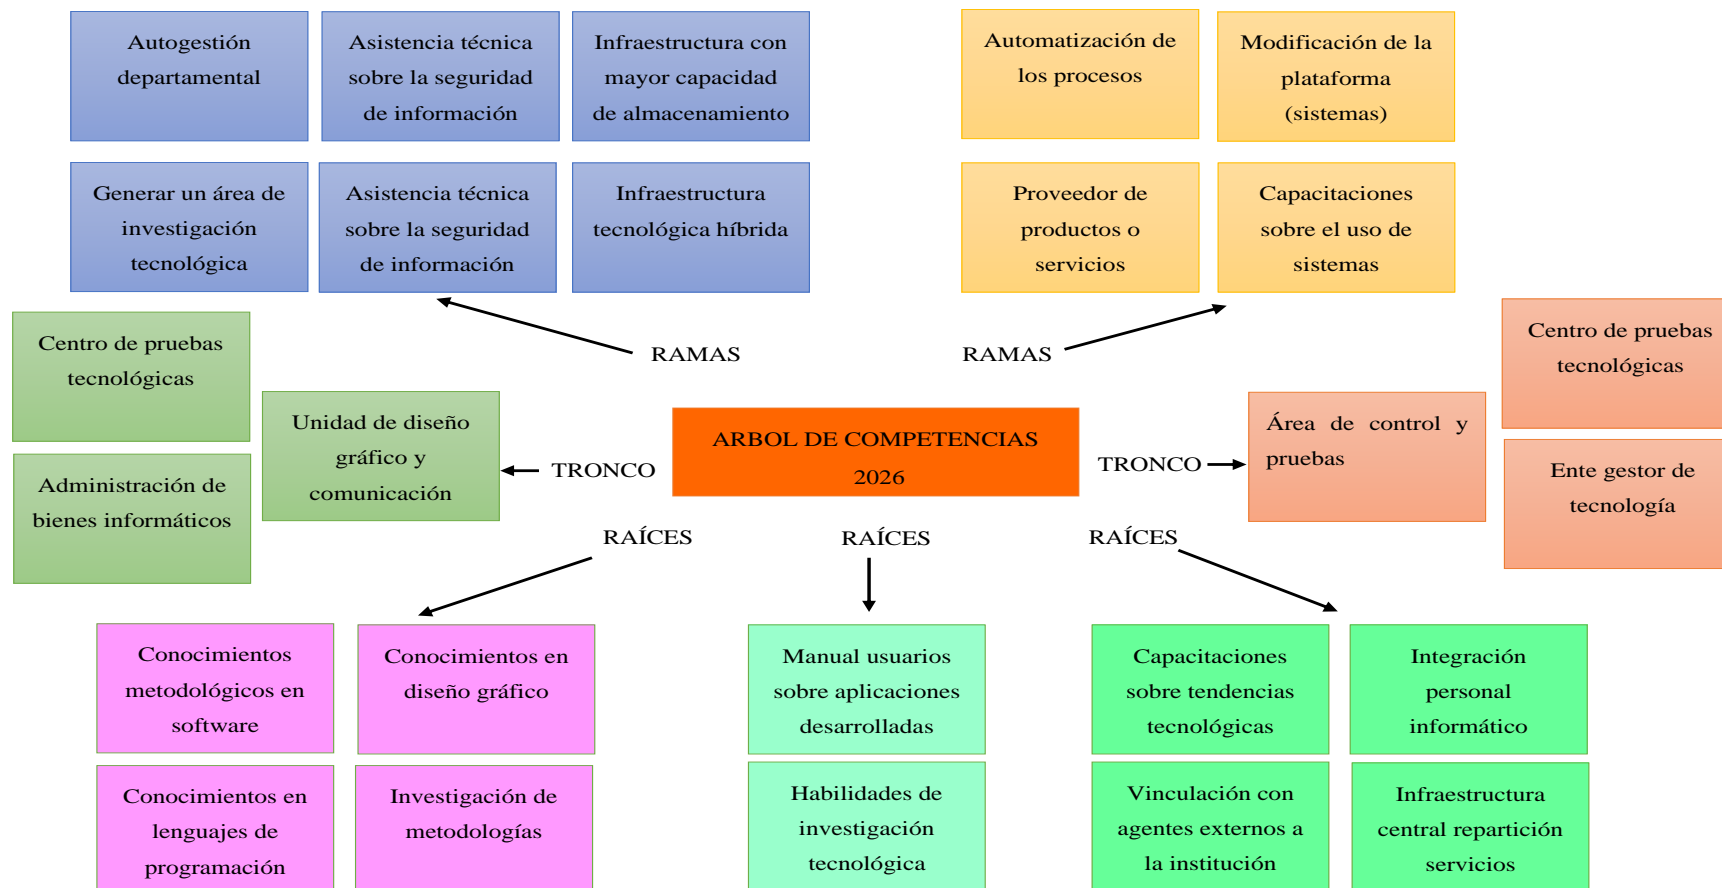 Autogestión
departamental
Asistencia técnica
sobre la seguridad
de información
Infraestructura con
mayor capacidad
de almacenamiento
Automatización de
los procesos
Modificación de la
plataforma
(sistemas)
Generar un área de
investigación
tecnológica
Asistencia técnica
sobre la seguridad
de información
Infraestructura
tecnológica híbrida
Proveedor de
productos o
servicios
Capacitaciones
sobre el uso de
sistemas
RAMAS
RAMAS
Centro de pruebas
tecnológicas
Administración de
bienes informáticos
Unidad de diseño
gráfico y
comunicación
TRONCO
ARBOL DE COMPETENCIAS
2026
TRONCO
Área de control y
pruebas
Centro de pruebas
tecnológicas
Ente gestor de
tecnología
RAÍCES
RAÍCES
RAÍCES
Conocimientos
metodológicos en
software
Conocimientos en
diseño gráfico
Manual usuarios
sobre aplicaciones
desarrolladas
Capacitaciones
sobre tendencias
tecnológicas
Integración
personal
informático
Conocimientos en
lenguajes de
programación
Investigación de
metodologías
Habilidades de
investigación
tecnológica
Vinculación con
agentes externos a
la institución
Infraestructura
central repartición
servicios